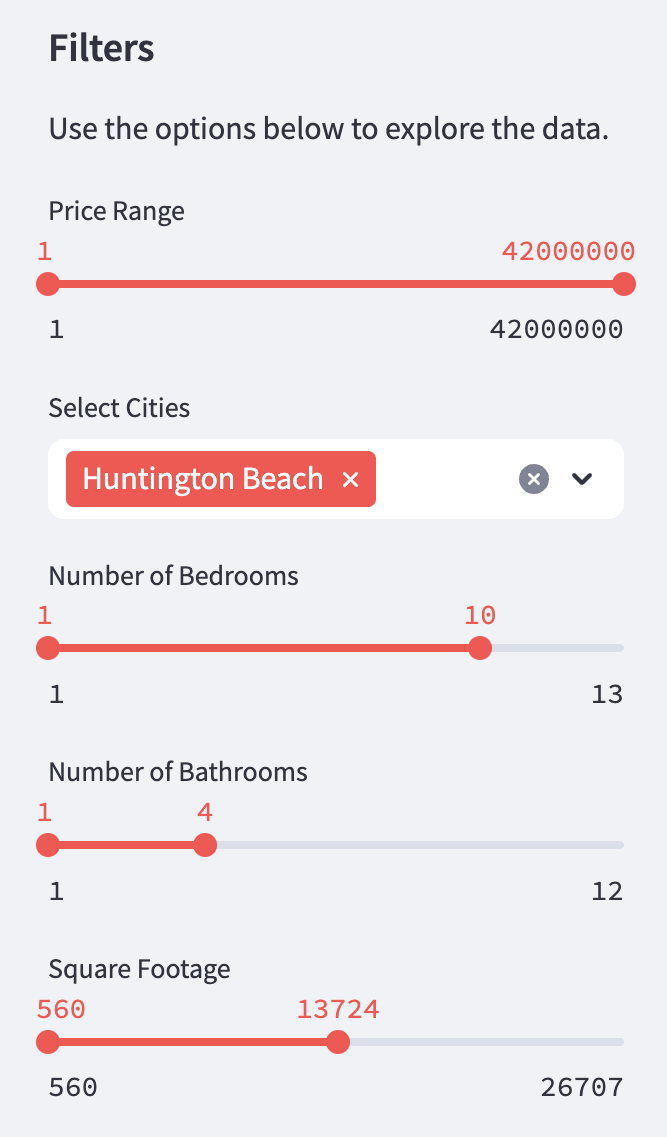 Filters
Use the options below to explore the data.
Price Range
1 42000000
1 42000000
Select Cities
Huntington Beach ×
Number of Bedrooms
1 10
1 13
Number of Bathrooms
1 4
1 12
Square Footage
560 13724
560 26707